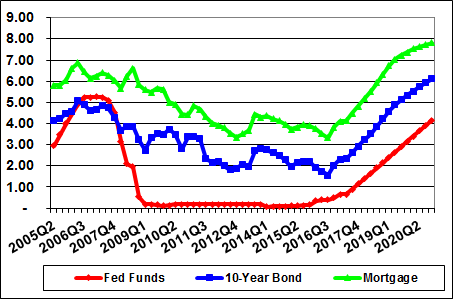 9.00
8.00
7.00
6.00
5.00
4.00
3.00
2.00
1.00
-
2005Q2
2006Q3
2007Q4
2009Q1
2010Q2
2011Q3
2012Q4
2014Q1
2015Q2
2016Q3
2017Q4
2019Q1
2020Q2
Fed Funds
10-Year Bond
Mortgage